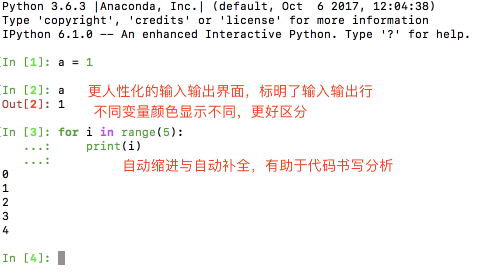 Python 3.6.3 |Anaconda, Inc.| (default, Oct  6 2017, 12:04:38)
Type 'copyright', 'credits' or 'license' for more information
IPython 6.1.0 -- An enhanced Interactive Python. Type '?' for help.
In [1]: a = 1
In [2]: a 更人性化的输入输出界面，标明了输入输出行
Out[2]: 1 不同变量颜色显示不同，更好区分
In [3]: for i in range(5):
   ...:     print(i)
   ...: 自动缩进与自动补全，有助于代码书写分析
0
1
2
3
4
In [4]: